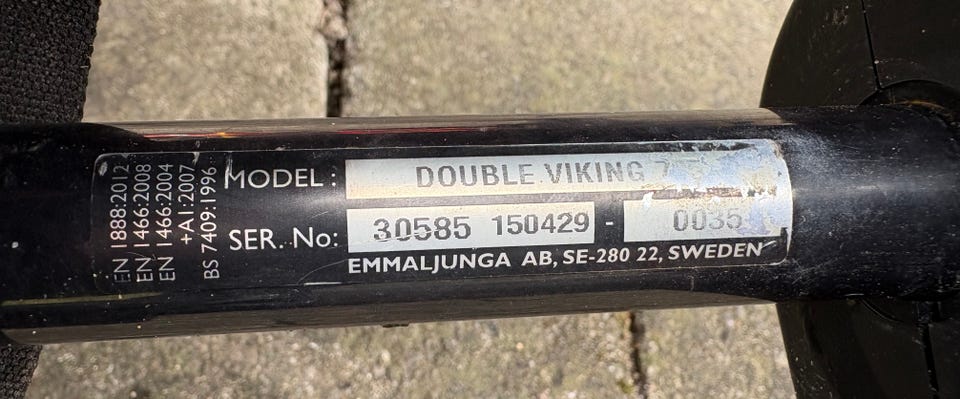 MODEL: DOUBLE VIKING
SER. No: 30585 150429 - 0035
EMMALJUNGA AB, SE-280 22, SWEDEN
EN 1888:2012
EN 1466:2008
EN 1466:2004
+A1:2007
BS 7409:1996